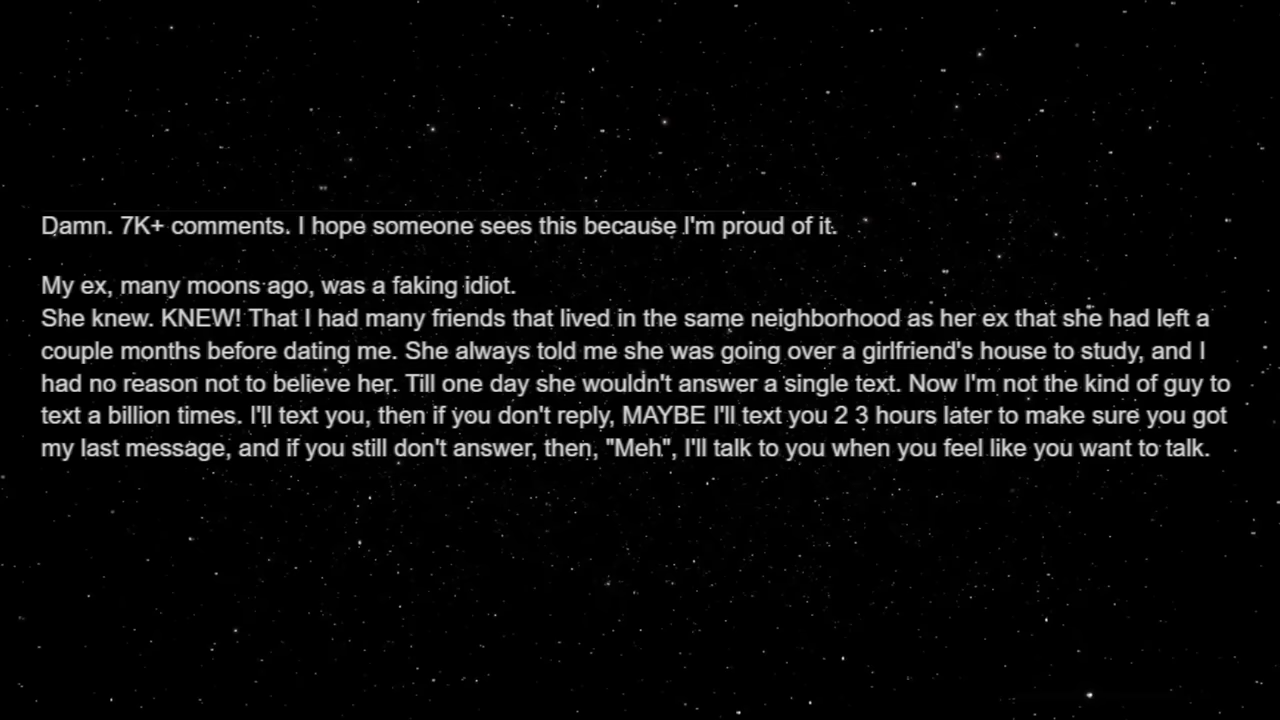 Damn. 7K+ comments. I hope someone sees this because I'm proud of it.
My ex, many moons ago, was a faking idiot.
She knew. KNEW! That I had many friends that lived in the same neighborhood as her ex that she had left a
couple months before dating me. She always told me she was going over a girlfriend's house to study, and I
had no reason not to believe her. Till one day she wouldn't answer a single text. Now I'm not the kind of guy to
text a billion times. I'll text you, then if you don't reply, MAYBE I'll text you 2 3 hours later to make sure you got
my last message, and if you still don't answer, then, "Meh", I'll talk to you when you feel like you want to talk.